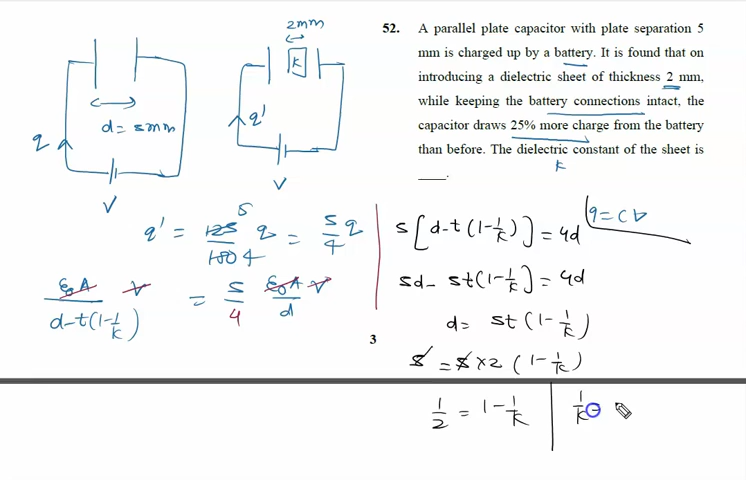 52. A parallel plate capacitor with plate separation 5
mm is charged up by a battery. It is found that on
introducing a dielectric sheet of thickness 2 mm,
while keeping the battery connections intact, the
capacitor draws 25% more charge from the battery
than before. The dielectric constant of the sheet is
____.
K
3
2mm
K
d = 5mm
q
q'
V
V
q' = 125/100 q = 5/4 q
5
4
ε₀A/(d-t(1-1/K)) V = 5/4 ε₀A/d V
q = CV
5[d-t(1-1/K)] = 4d
5d - 5t(1-1/K) = 4d
d = 5t(1-1/K)
5 = 5×2(1-1/K)
1/2 = 1-1/K
1/K =